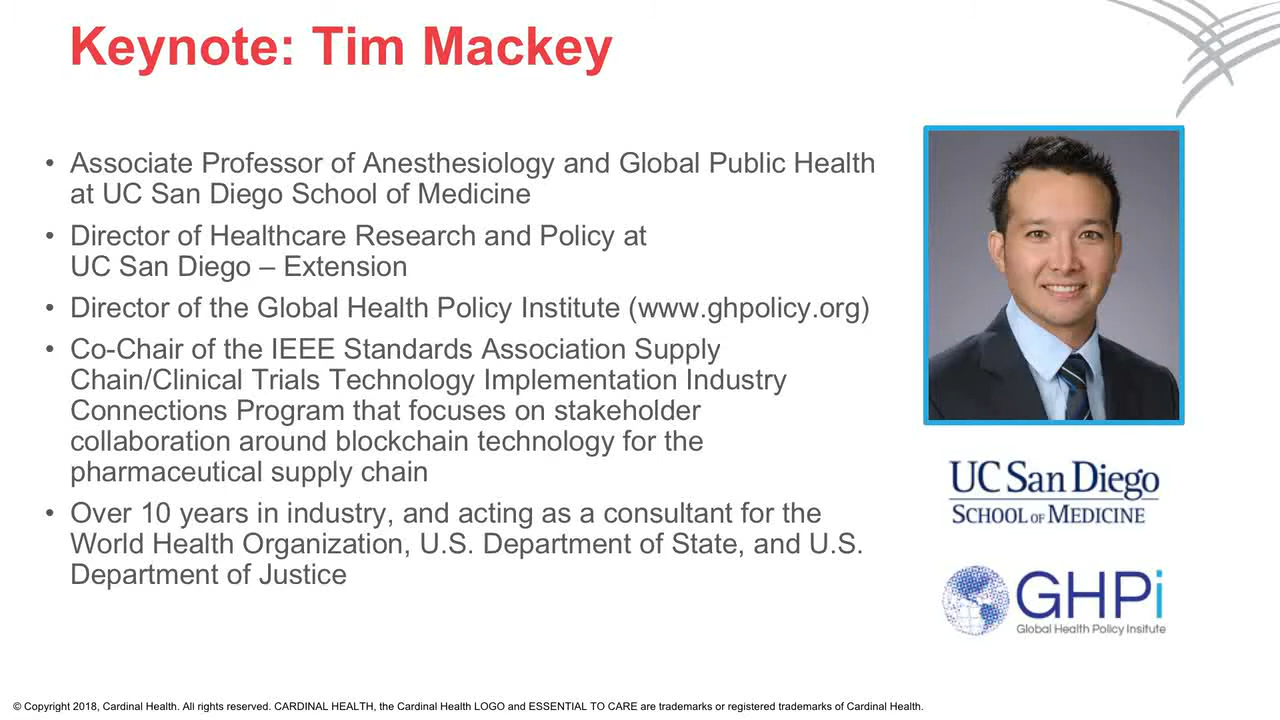 Keynote: Tim Mackey
• Associate Professor of Anesthesiology and Global Public Health
at UC San Diego School of Medicine
• Director of Healthcare Research and Policy at
UC San Diego – Extension
• Director of the Global Health Policy Institute (www.ghpolicy.org)
• Co-Chair of the IEEE Standards Association Supply
Chain/Clinical Trials Technology Implementation Industry
Connections Program that focuses on stakeholder
collaboration around blockchain technology for the
pharmaceutical supply chain
• Over 10 years in industry, and acting as a consultant for the
World Health Organization, U.S. Department of State, and U.S.
Department of Justice
UC San Diego
SCHOOL OF MEDICINE
GHPi
Global Health Policy Insitute
© Copyright 2018, Cardinal Health. All rights reserved. CARDINAL HEALTH, the Cardinal Health LOGO and ESSENTIAL TO CARE are trademarks or registered trademarks of Cardinal Health.